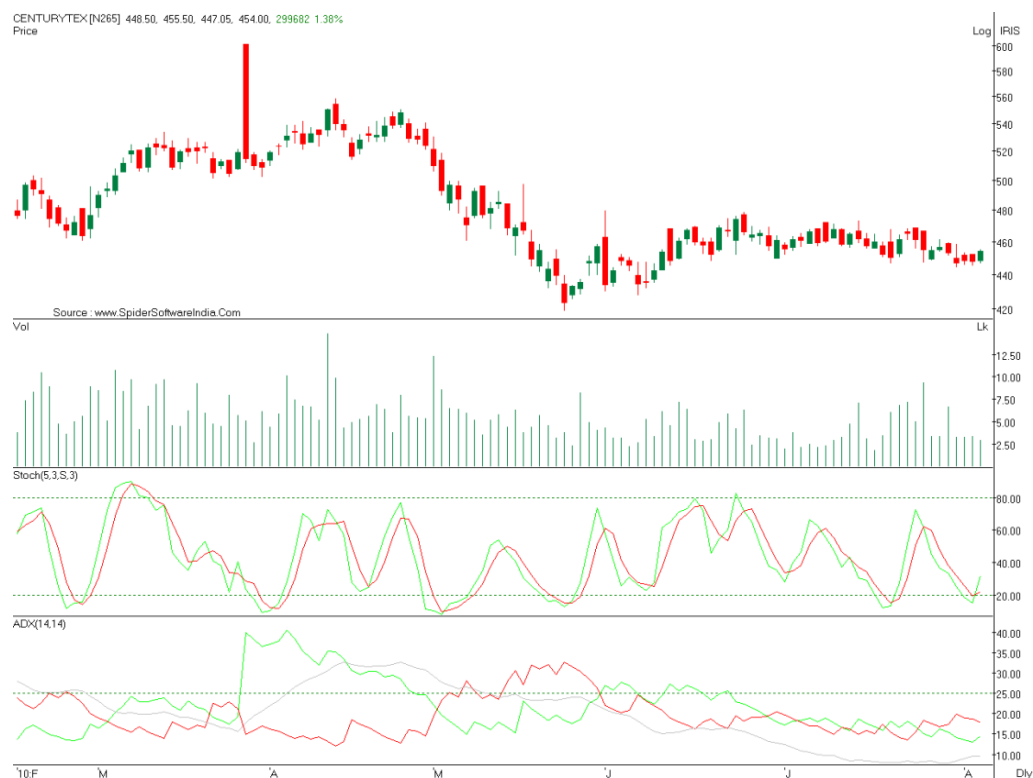 CENTURYTEX [N265] 448.50, 455.50, 447.05, 454.00, 299682 1.38%
Price
Log IRIS
600
580
560
540
520
500
480
460
440
420
Source : www.SpiderSoftwareIndia.Com
Vol
Lk
12.50
10.00
7.50
5.00
2.50
Stoch(5,3,S,3)
80.00
60.00
40.00
20.00
ADX(14,14)
40.00
35.00
30.00
25.00
20.00
15.00
10.00
'10:F 'M 'A 'M 'J 'J 'A Dly